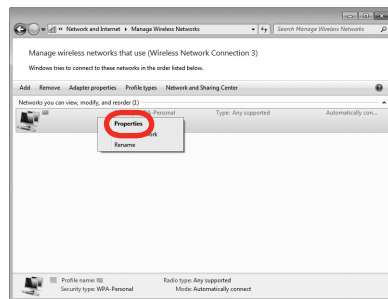 Network and Internet ▸ Manage Wireless Networks
Search Manage Wireless Networks
Manage wireless networks that use (Wireless Network Connection 3)
Windows tries to connect to these networks in the order listed below.
Add Remove Adapter properties Profile types Network and Sharing Center
Networks you can view, modify, and reorder (1)
Type: Any supported Automatically con...
Properties
Rename
Profile name: Radio type: Any supported
Security type: WPA-Personal Mode: Automatically connect